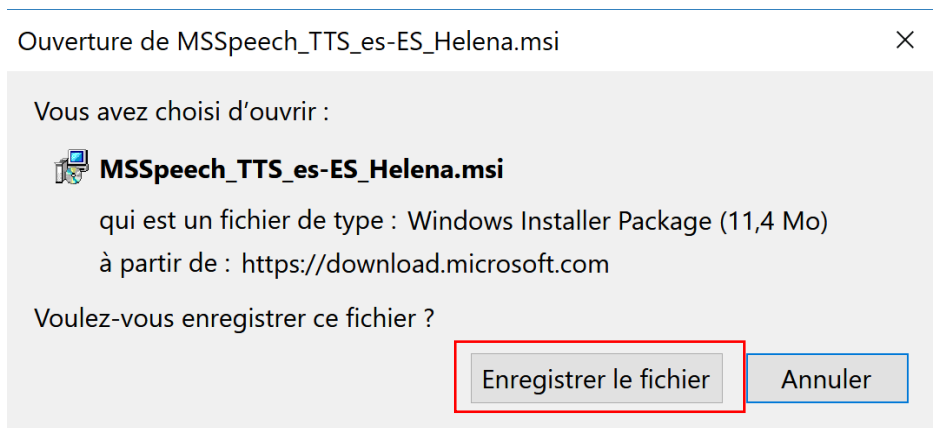 Ouverture de MSSpeech_TTS_es-ES_Helena.msi
Vous avez choisi d’ouvrir :
MSSpeech_TTS_es-ES_Helena.msi
qui est un fichier de type : Windows Installer Package (11,4 Mo)
à partir de : https://download.microsoft.com
Voulez-vous enregistrer ce fichier ?
Enregistrer le fichier Annuler